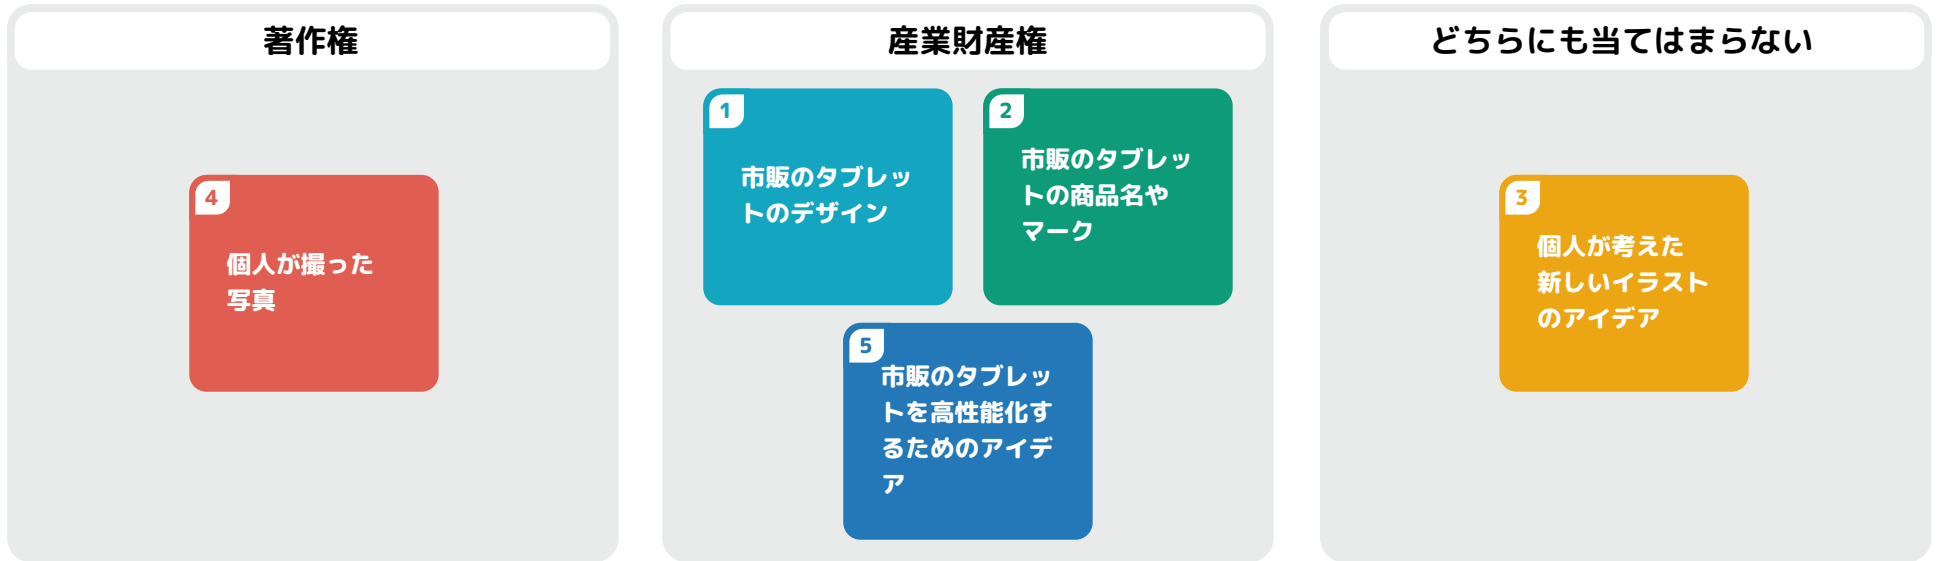 著作権
4
個人が撮った
写真
産業財産権
1
市販のタブレッ
トのデザイン
2
市販のタブレッ
トの商品名や
マーク
5
市販のタブレッ
トを高性能化す
るためのアイデ
ア
どちらにも当てはまらない
3
個人が考えた
新しいイラスト
のアイデア